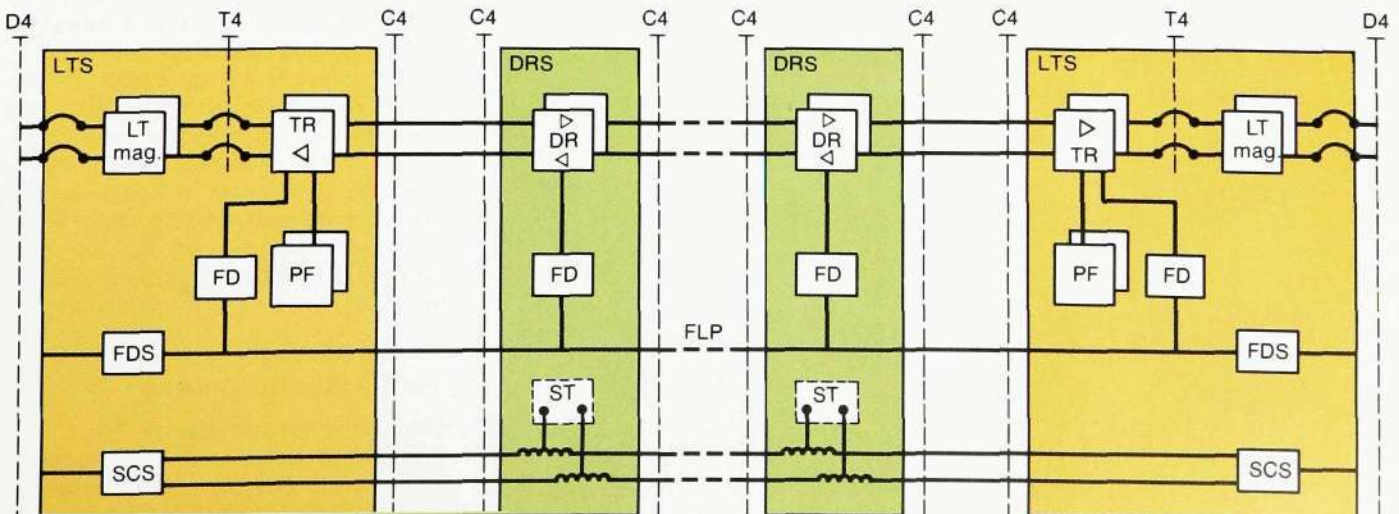 D4 T4 C4 C4 C4 C4 C4 C4 T4 D4
LTS DRS DRS LTS
LT
mag.
TR
DR
DR
TR
LT
mag.
FD
PF
FD
FD
PF
FD
FLP
FDS
FDS
ST
ST
SCS
SCS